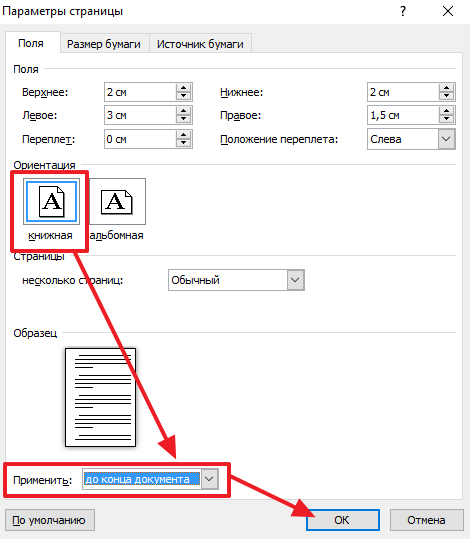 Параметры страницы ? ×
Поля Размер бумаги Источник бумаги
Поля
Верхнее: 2 см Нижнее: 2 см
Левое: 3 см Правое: 1,5 см
Переплет: 0 см Положение переплета: Слева
Ориентация
A A
книжная альбомная
Страницы
несколько страниц: Обычный
Образец
Применить: до конца документа
По умолчанию ОК Отмена